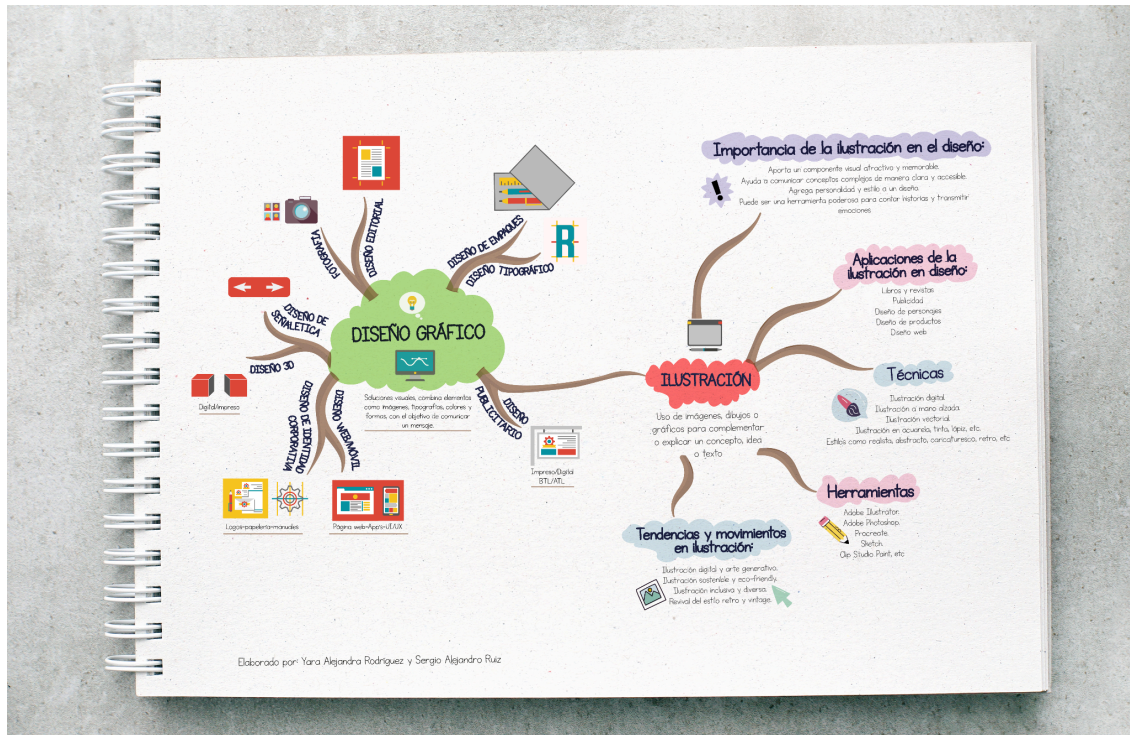 FOTOGRAFÍA
DISEÑO EDITORIAL
DISEÑO DE EMPAQUES
DISEÑO TIPOGRÁFICO
R
DISEÑO DE
SEÑALETICA
DISEÑO 3D
Digital/impreso
DISEÑO DE IDENTIDAD
CORPORATIVA
Logos-papelería-manuales
DISEÑO WEB/MÓVIL
Página web-App's-UI/UX
DISEÑO
PUBLICITARIO
Impreso/Digital
BTL/ATL
DISEÑO GRÁFICO
Soluciones visuales, combina elementos
como imágenes, tipografías, colores y
formas, con el objetivo de comunicar
un mensaje.
ILUSTRACIÓN
Uso de imágenes, dibujos o
gráficos para complementar
o explicar un concepto, idea
o texto
Importancia de la ilustración en el diseño:
Aporta un componente visual atractivo y memorable.
Ayuda a comunicar conceptos complejos de manera clara y accesible.
Agrega personalidad y estilo a un diseño.
Puede ser una herramienta poderosa para contar historias y transmitir
emociones
Aplicaciones de la
ilustración en diseño:
Libros y revistas
Publicidad
Diseño de personajes
Diseño de productos
Diseño web
Técnicas
Ilustración digital.
Ilustración a mano alzada.
Ilustración vectorial.
Ilustración en acuarela, tinta, lápiz, etc.
Estilos como realista, abstracto, caricaturesco, retro, etc
Herramientas
Adobe Illustrator.
Adobe Photoshop.
Procreate.
Sketch.
Clip Studio Paint, etc
Tendencias y movimientos
en ilustración:
Ilustración digital y arte generativo.
Ilustración sostenible y eco-friendly.
Ilustración inclusiva y diversa.
Revival del estilo retro y vintage.
Elaborado por: Yara Alejandra Rodríguez y Sergio Alejandro Ruiz